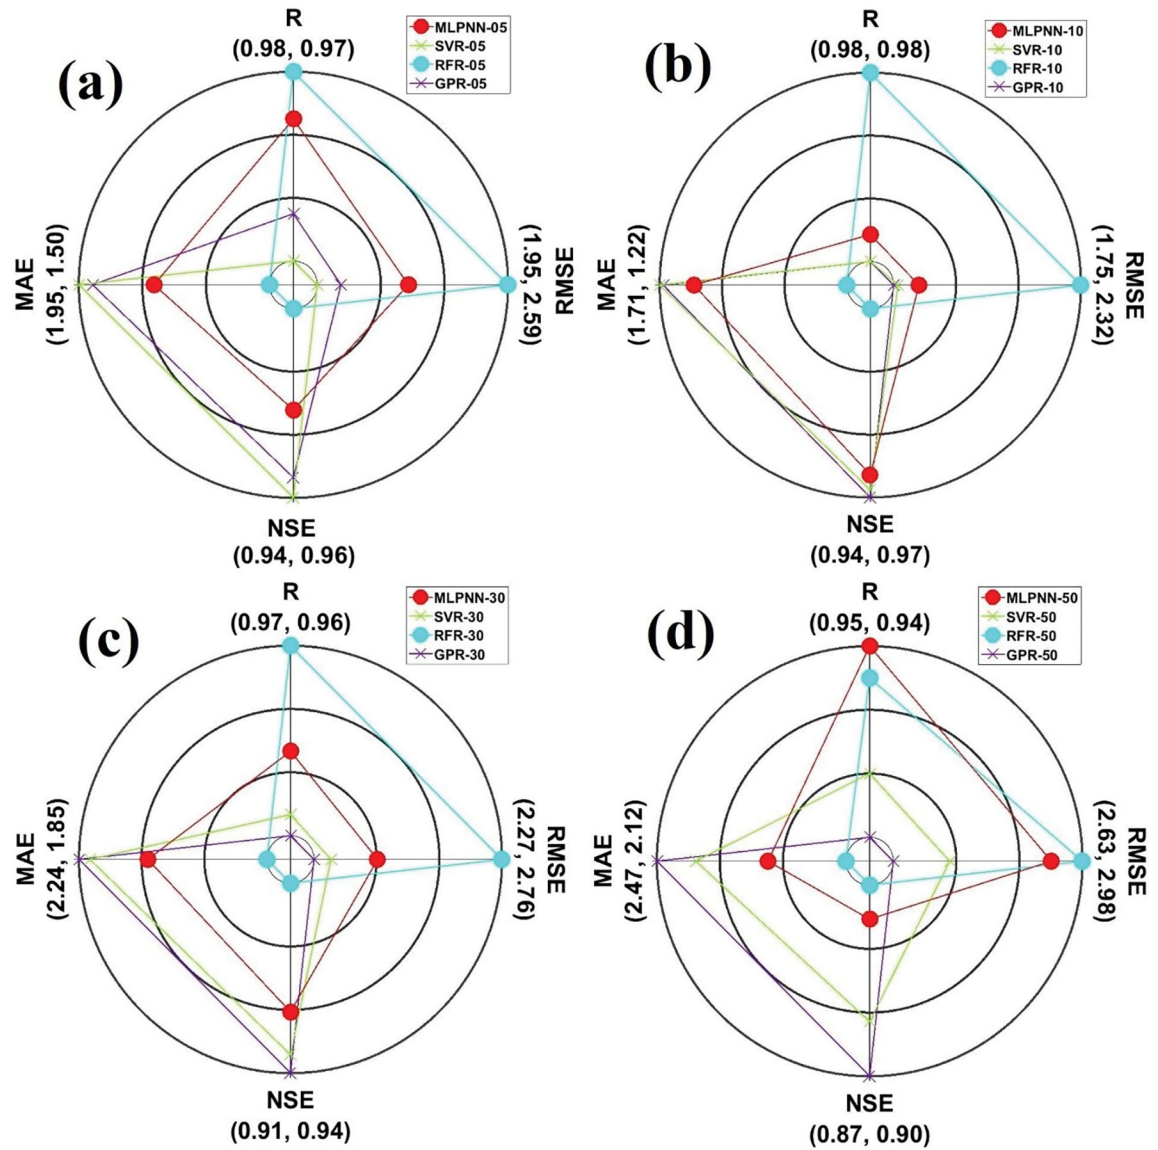 (a)
R
(0.98, 0.97)
MLPNN-05
SVR-05
RFR-05
GPR-05
MAE
(1.95, 1.50)
(1.95, 2.59)
RMSE
NSE
(0.94, 0.96)
(b)
R
(0.98, 0.98)
MLPNN-10
SVR-10
RFR-10
GPR-10
MAE
(1.71, 1.22)
(1.75, 2.32)
RMSE
NSE
(0.94, 0.97)
(c)
R
(0.97, 0.96)
MLPNN-30
SVR-30
RFR-30
GPR-30
MAE
(2.24, 1.85)
(2.27, 2.76)
RMSE
NSE
(0.91, 0.94)
(d)
R
(0.95, 0.94)
MLPNN-50
SVR-50
RFR-50
GPR-50
MAE
(2.47, 2.12)
(2.63, 2.98)
RMSE
NSE
(0.87, 0.90)